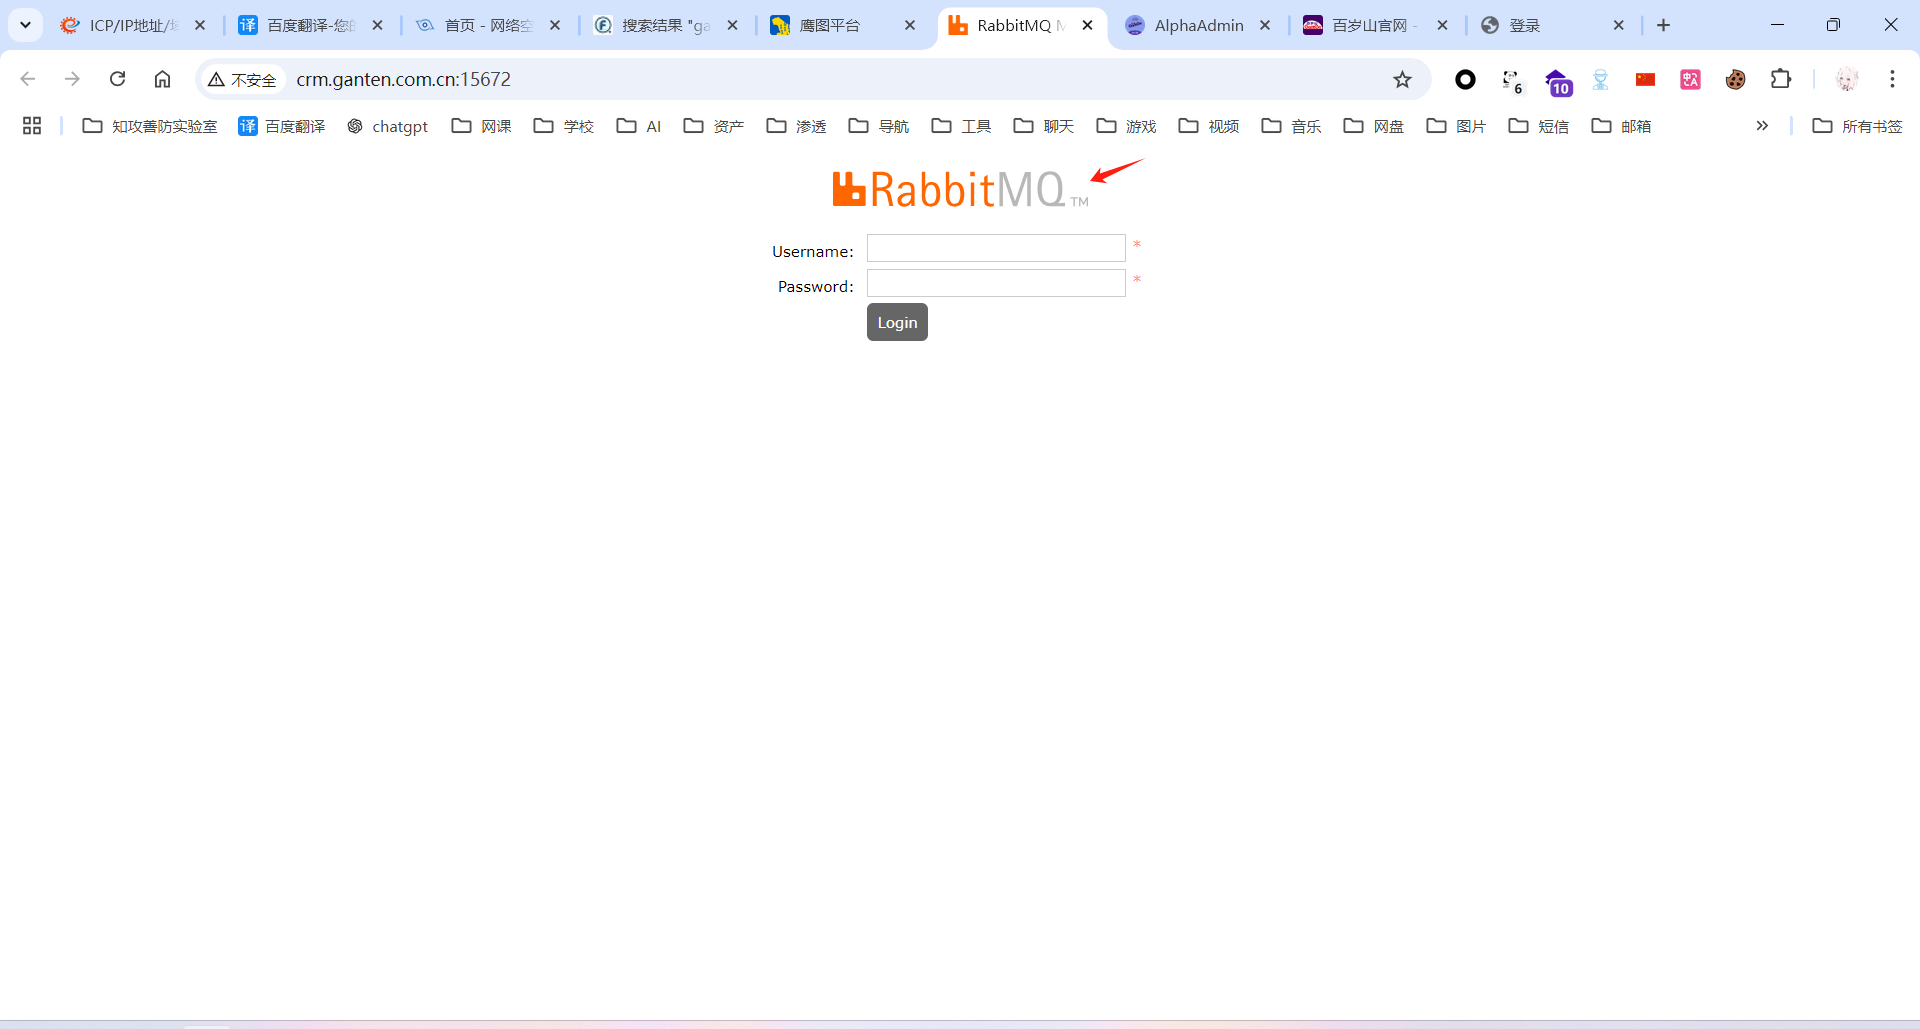 ICP/IP地址/
百度翻译-您
首页 - 网络空
搜索结果 "ga
鹰图平台
RabbitMQ M
AlphaAdmin
百岁山官网 -
登录
不安全
crm.ganten.com.cn:15672
6
10
知攻善防实验室
百度翻译
chatgpt
网课
学校
AI
资产
渗透
导航
工具
聊天
游戏
视频
音乐
网盘
图片
短信
邮箱
所有书签
RabbitMQ TM
Username: *
Password: *
Login